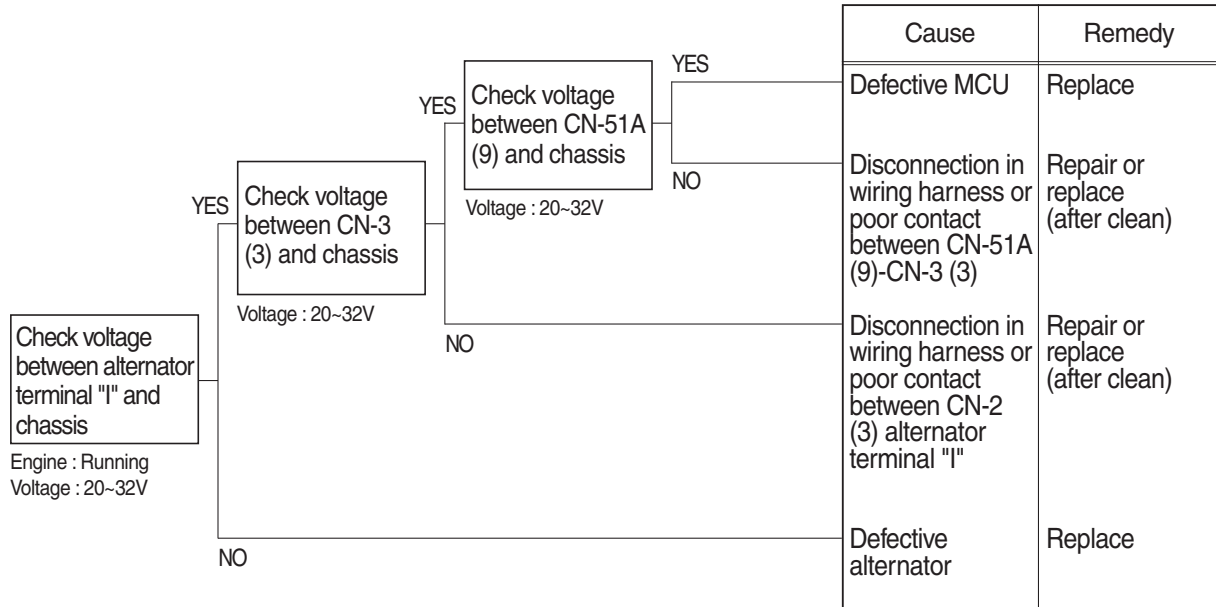 Cause
Remedy
YES
Defective MCU
Replace
YES
Check voltage
between CN-51A
(9) and chassis
Voltage : 20~32V
NO
Disconnection in
wiring harness or
poor contact
between CN-51A
(9)-CN-3 (3)
Repair or
replace
(after clean)
YES
Check voltage
between CN-3
(3) and chassis
Voltage : 20~32V
NO
Disconnection in
wiring harness or
poor contact
between CN-2
(3) alternator
terminal "I"
Repair or
replace
(after clean)
Check voltage
between alternator
terminal "I" and
chassis
Engine : Running
Voltage : 20~32V
NO
Defective
alternator
Replace